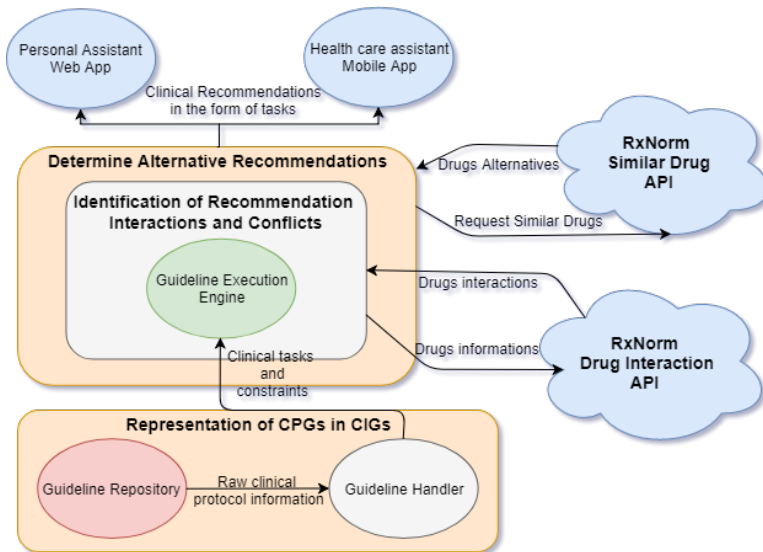 Personal Assistant
Web App
Health care assistant
Mobile App
Clinical Recommendations
in the form of tasks
Determine Alternative Recommendations
Identification of Recommendation
Interactions and Conflicts
Guideline Execution
Engine
Drugs Alternatives
RxNorm
Similar Drug
API
Request Similar Drugs
Drugs interactions
Drugs informations
RxNorm
Drug Interaction
API
Clinical tasks
and
constraints
Representation of CPGs in CIGs
Guideline Repository
Raw clinical
protocol information
Guideline Handler